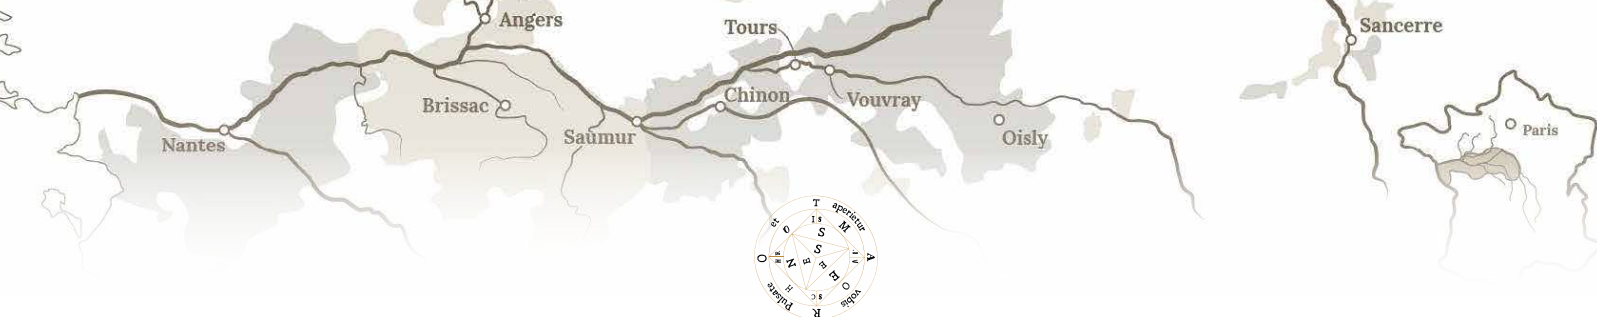 Angers
Tours
Sancerre
Brissac
Chinon
Vouvray
Paris
Nantes
Saumur
Oisly
T
aperietur
et
M
O
A
Pulsate
vobis
R